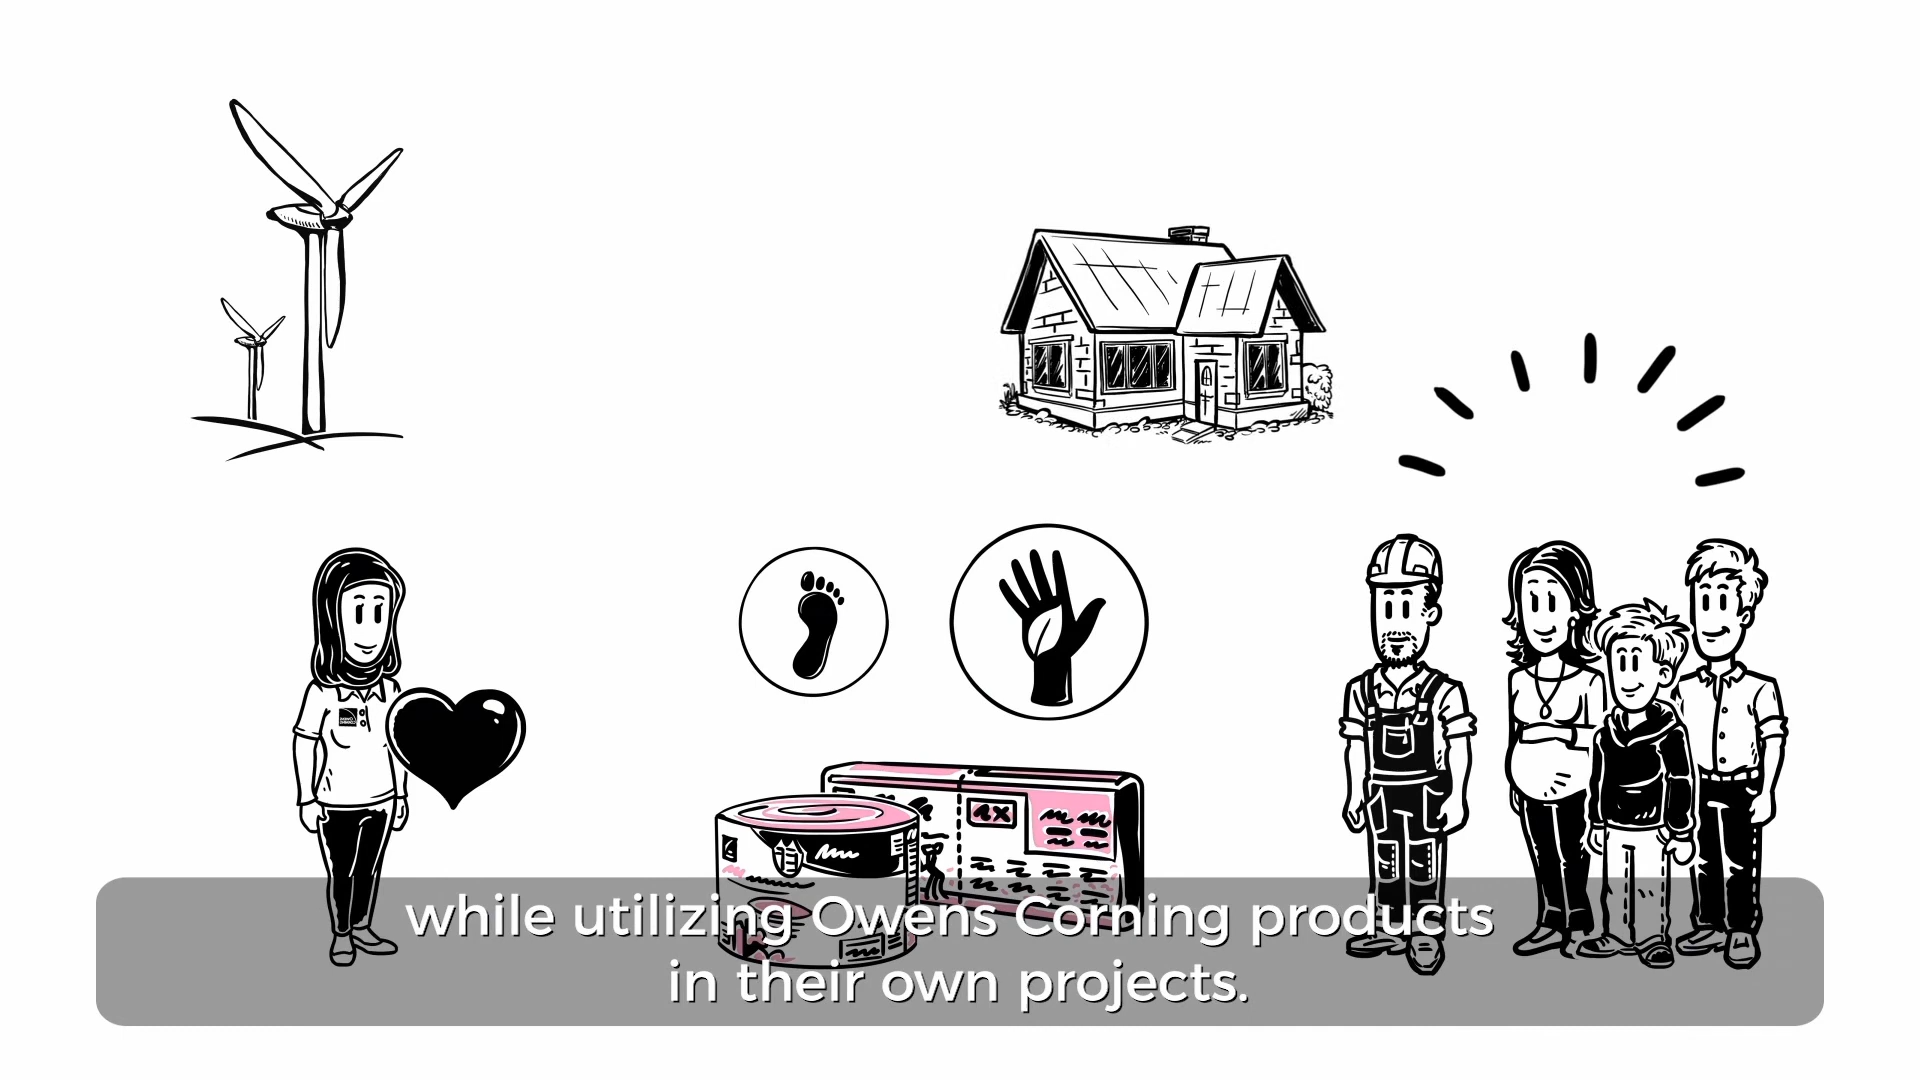 while utilizing Owens Corning products
in their own projects.